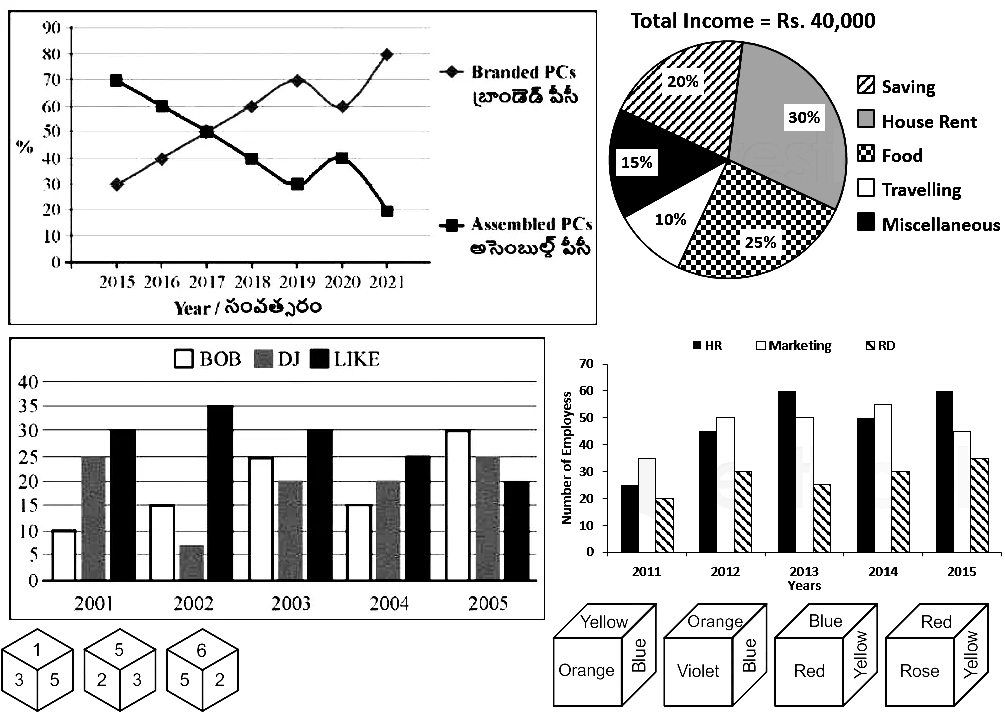 90
80
70
60
50
40
30
20
10
0
%
2015 2016 2017 2018 2019 2020 2021
Year / సంవత్సరం
Branded PCs
బ్రాండెడ్ పీసీ
Assembled PCs
అసెంబుల్డ్ పీసీ
Total Income = Rs. 40,000
20%
30%
15%
10%
25%
Saving
House Rent
Food
Travelling
Miscellaneous
BOB DJ LIKE
40
35
30
25
20
15
10
5
0
2001 2002 2003 2004 2005
HR Marketing RD
Number of Employess
70
60
50
40
30
20
10
0
2011 2012 2013 2014 2015
Years
1
3 5
5
2 3
6
5 2
Yellow
Orange Blue
Orange
Violet Blue
Blue
Red Yellow
Red
Rose Yellow